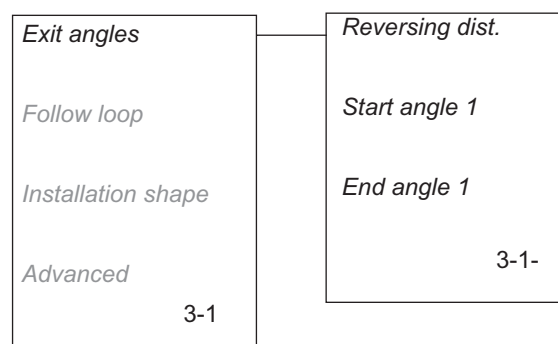 Exit angles
Follow loop
Installation shape
Advanced
3-1
Reversing dist.
Start angle 1
End angle 1
3-1-